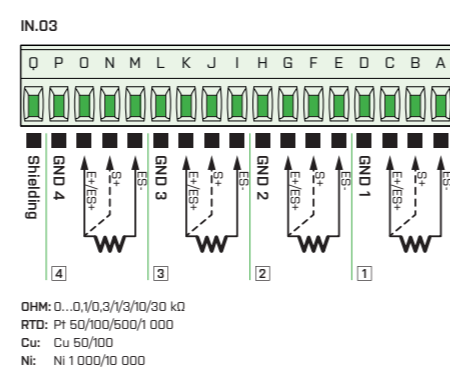 IN.03
Q P O N M L K J I H G F E D C B A
Shielding GND 4 E+/ES+ S+ ES- GND 3 E+/ES+ S+ ES- GND 2 E+/ES+ S+ ES- GND 1 E+/ES+ S+ ES-
4 3 2 1
OHM: 0...0,1/0,3/1/3/10/30 kΩ
RTD: Pt 50/100/500/1 000
Cu: Cu 50/100
Ni: Ni 1 000/10 000